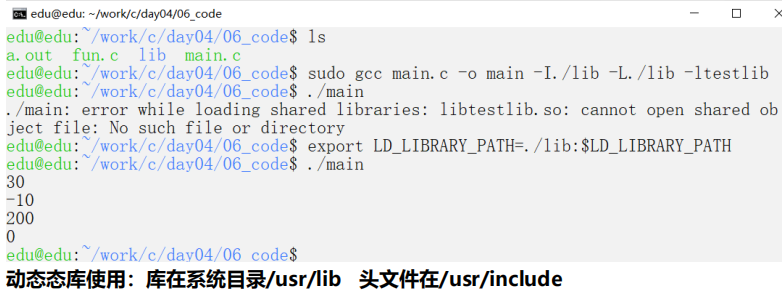 edu@edu: ~/work/c/day04/06_code
edu@edu:~/work/c/day04/06_code$ ls
a.out fun.c lib main.c
edu@edu:~/work/c/day04/06_code$ sudo gcc main.c -o main -I./lib -L./lib -ltestlib
edu@edu:~/work/c/day04/06_code$ ./main
./main: error while loading shared libraries: libtestlib.so: cannot open shared ob
ject file: No such file or directory
edu@edu:~/work/c/day04/06_code$ export LD_LIBRARY_PATH=./lib:$LD_LIBRARY_PATH
edu@edu:~/work/c/day04/06_code$ ./main
30
-10
200
0
edu@edu:~/work/c/day04/06_code$
动态态库使用：库在系统目录/usr/lib 头文件在/usr/include